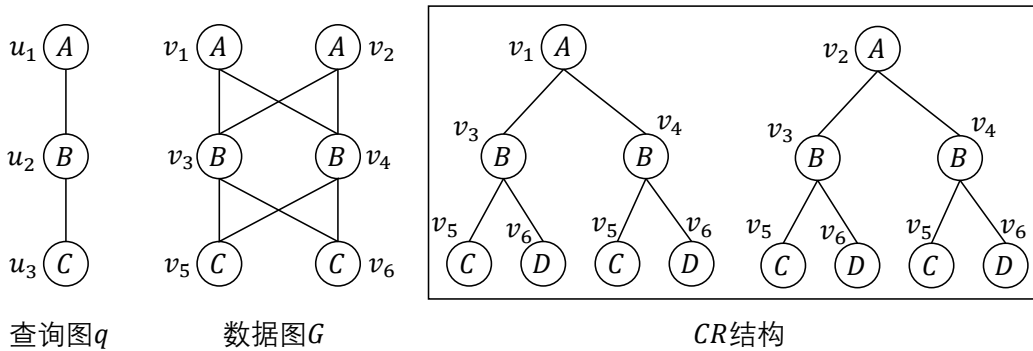 u₁ A
v₁ A A v₂
v₁ A
v₂ A
u₂ B
v₃ B B v₄
v₃ B v₄ B
v₃ B v₄ B
u₃ C
v₅ C C v₆
v₅ C v₆ D v₅ C v₆ D
v₅ C v₆ D v₅ C v₆ D
查询图q
数据图G
CR结构